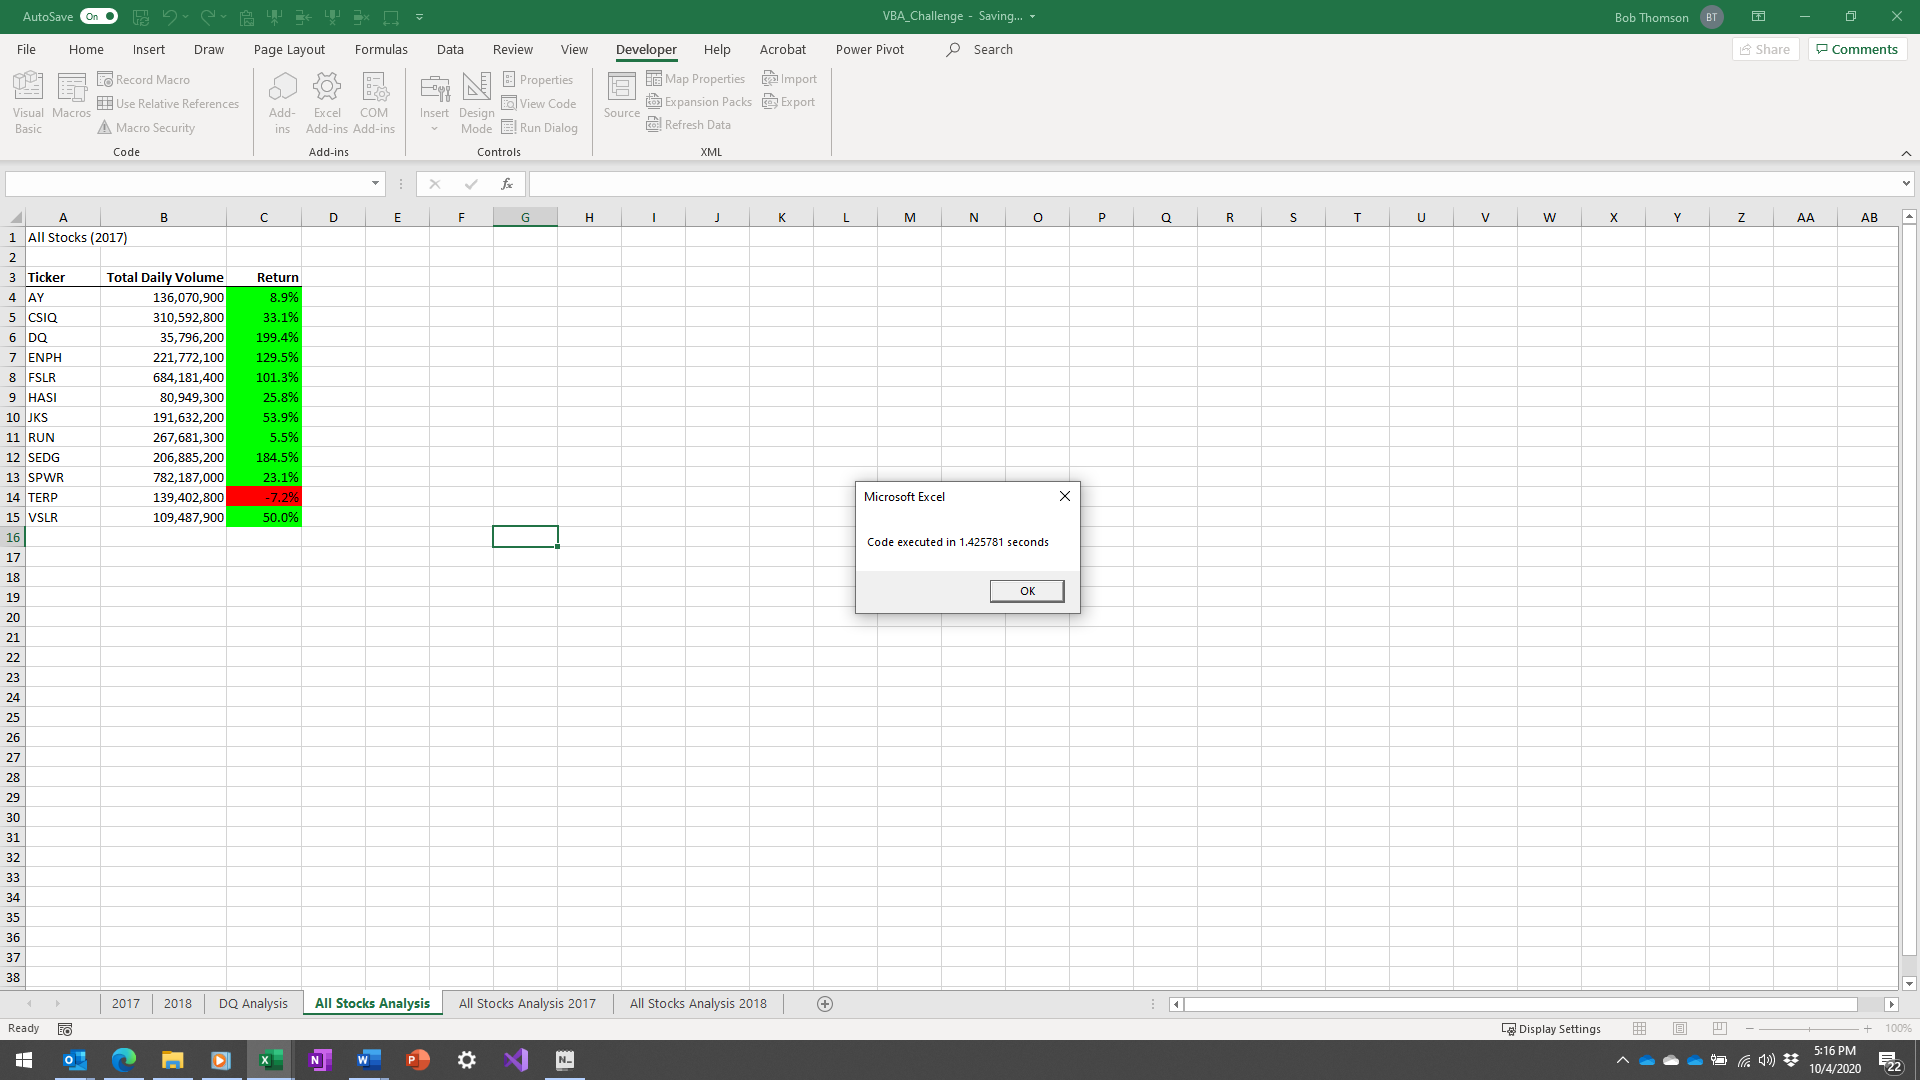 AutoSave On
VBA_Challenge - Saving...
Bob Thomson BT
File Home Insert Draw Page Layout Formulas Data Review View Developer Help Acrobat Power Pivot Search Share Comments
Visual Basic
Macros
Record Macro
Use Relative References
Macro Security
Code
Add-ins
Excel Add-ins
COM Add-ins
Add-ins
Insert
Design Mode
Properties
View Code
Run Dialog
Controls
Source
Map Properties
Expansion Packs
Refresh Data
Import
Export
XML
fx
A B C D E F G H I J K L M N O P Q R S T U V W X Y Z AA AB
1 All Stocks (2017)
2
3 Ticker Total Daily Volume Return
4 AY 136,070,900 8.9%
5 CSIQ 310,592,800 33.1%
6 DQ 35,796,200 199.4%
7 ENPH 221,772,100 129.5%
8 FSLR 684,181,400 101.3%
9 HASI 80,949,300 25.8%
10 JKS 191,632,200 53.9%
11 RUN 267,681,300 5.5%
12 SEDG 206,885,200 184.5%
13 SPWR 782,187,000 23.1%
14 TERP 139,402,800 -7.2%
15 VSLR 109,487,900 50.0%
16
17
18
19
20
21
22
23
24
25
26
27
28
29
30
31
32
33
34
35
36
37
38
Microsoft Excel
Code executed in 1.425781 seconds
OK
2017 2018 DQ Analysis All Stocks Analysis All Stocks Analysis 2017 All Stocks Analysis 2018
Ready
Display Settings
100%
5:16 PM
10/4/2020
22